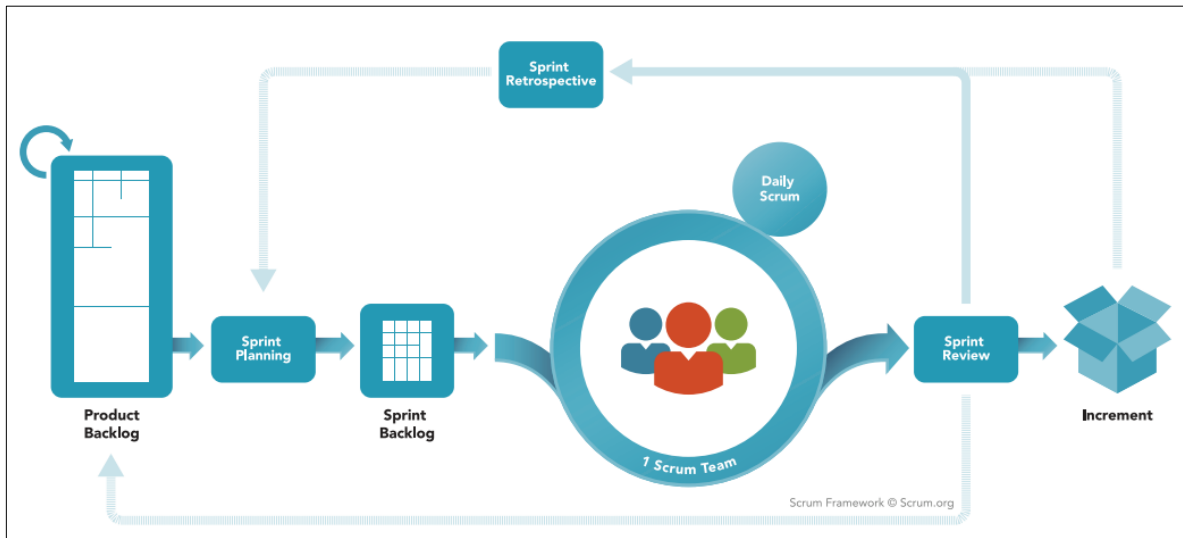 Sprint
Retrospective
Daily
Scrum
Sprint
Planning
Sprint
Review
Product
Backlog
Sprint
Backlog
1 Scrum Team
Increment
Scrum Framework © Scrum.org